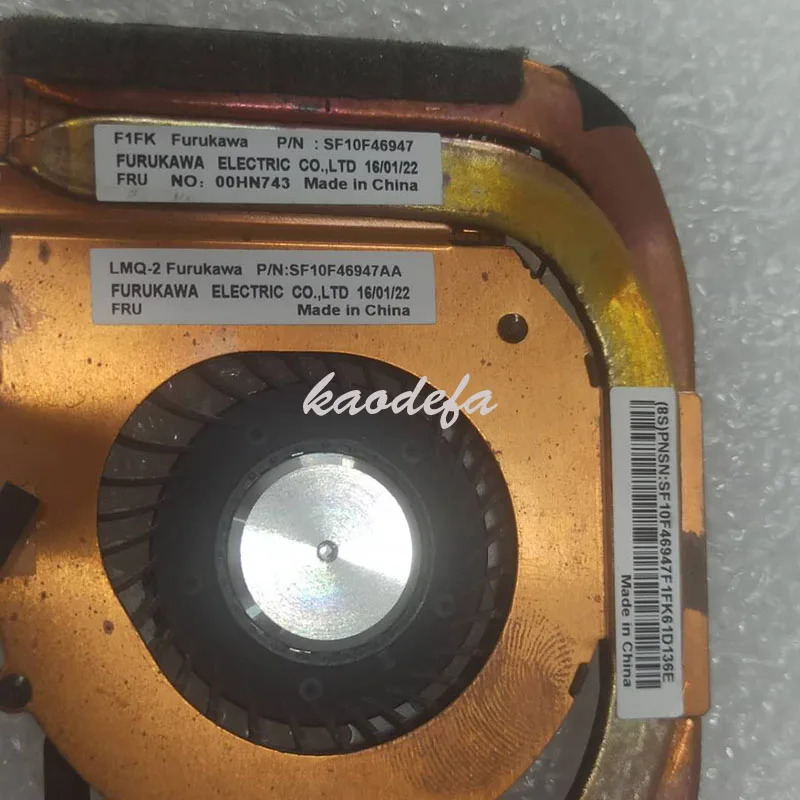 F1FK Furukawa P/N : SF10F46947
FURUKAWA ELECTRIC CO.,LTD 16/01/22
FRU NO: 00HN743 Made in China
LMQ-2 Furukawa P/N:SF10F46947AA
FURUKAWA ELECTRIC CO.,LTD 16/01/22
FRU Made in China
kaodefa
(8S)PNSN:SF10F46947F1FK61D136E
Made in China